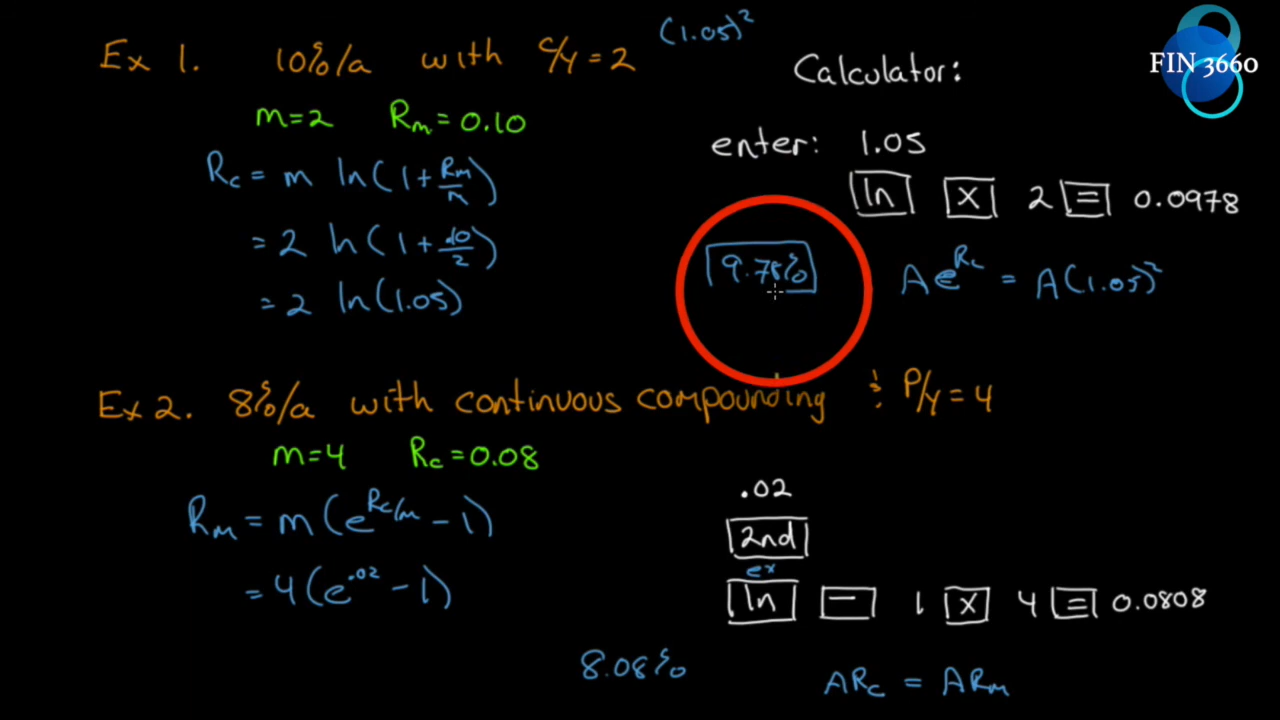 (1.05)²
Ex 1. 10%/a with C/Y = 2
FIN 3660
Calculator:
m=2 Rm = 0.10
enter: 1.05
Rc = m ln(1 + Rm/m)
ln x 2 = 0.0978
= 2 ln(1 + .10/2)
9.78% Ae^Rc = A(1.05)²
= 2 ln(1.05)
Ex 2. 8%/a with continuous compounding & P/Y = 4
m=4 Rc = 0.08
.02
Rm = m(e^Rc/m − 1)
2nd
e^x
= 4(e^.02 − 1)
ln − 1 x 4 = 0.0808
8.08%
ARc = ARm